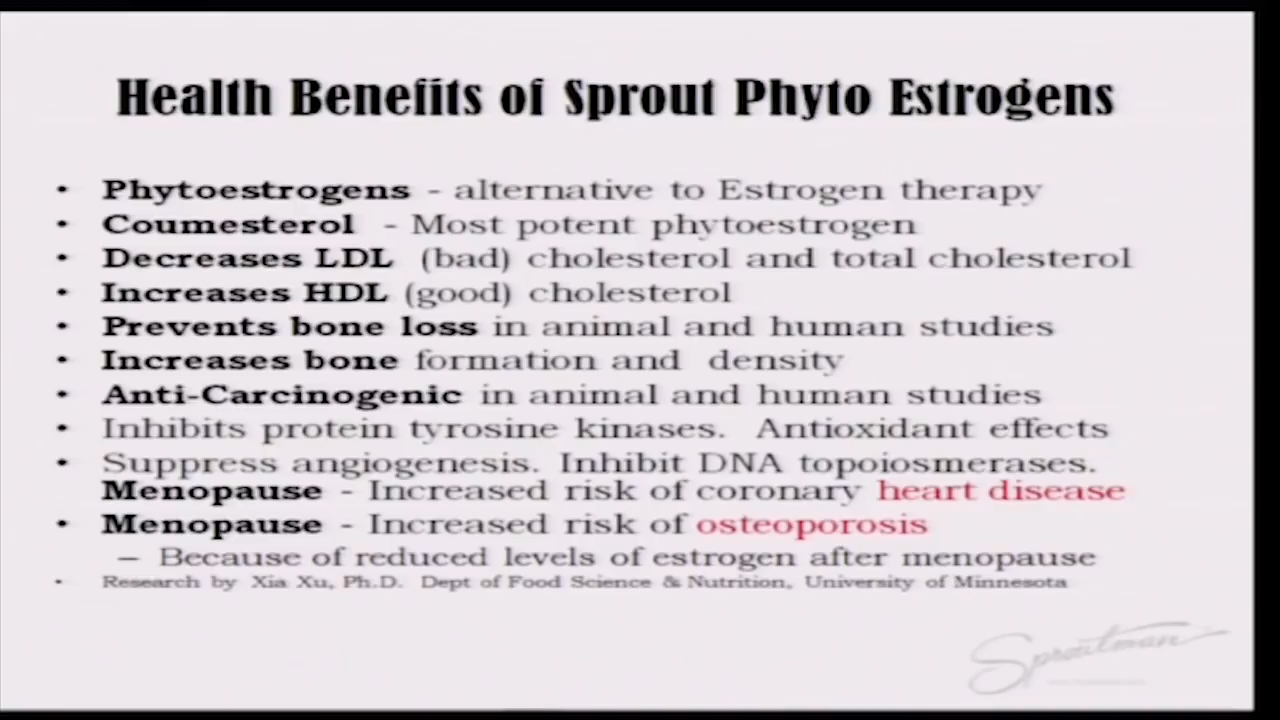 Health Benefits of Sprout Phyto Estrogens
• Phytoestrogens - alternative to Estrogen therapy
• Coumesterol - Most potent phytoestrogen
• Decreases LDL (bad) cholesterol and total cholesterol
• Increases HDL (good) cholesterol
• Prevents bone loss in animal and human studies
• Increases bone formation and density
• Anti-Carcinogenic in animal and human studies
• Inhibits protein tyrosine kinases. Antioxidant effects
• Suppress angiogenesis. Inhibit DNA topoiosmerases.
Menopause - Increased risk of coronary heart disease
• Menopause - Increased risk of osteoporosis
– Because of reduced levels of estrogen after menopause
• Research by Xia Xu, Ph.D. Dept of Food Science & Nutrition, University of Minnesota
Sproutman